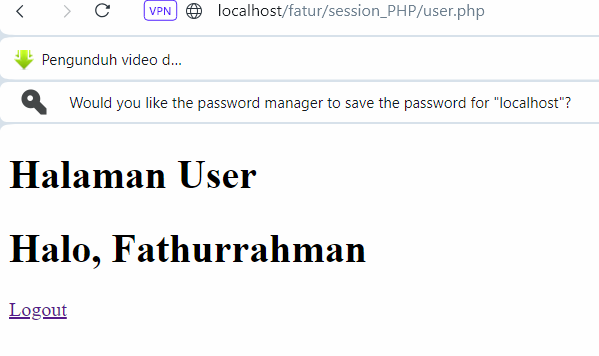 VPN localhost/fatur/session_PHP/user.php
Pengunduh video d...
Would you like the password manager to save the password for "localhost"?
Halaman User
Halo, Fathurrahman
Logout